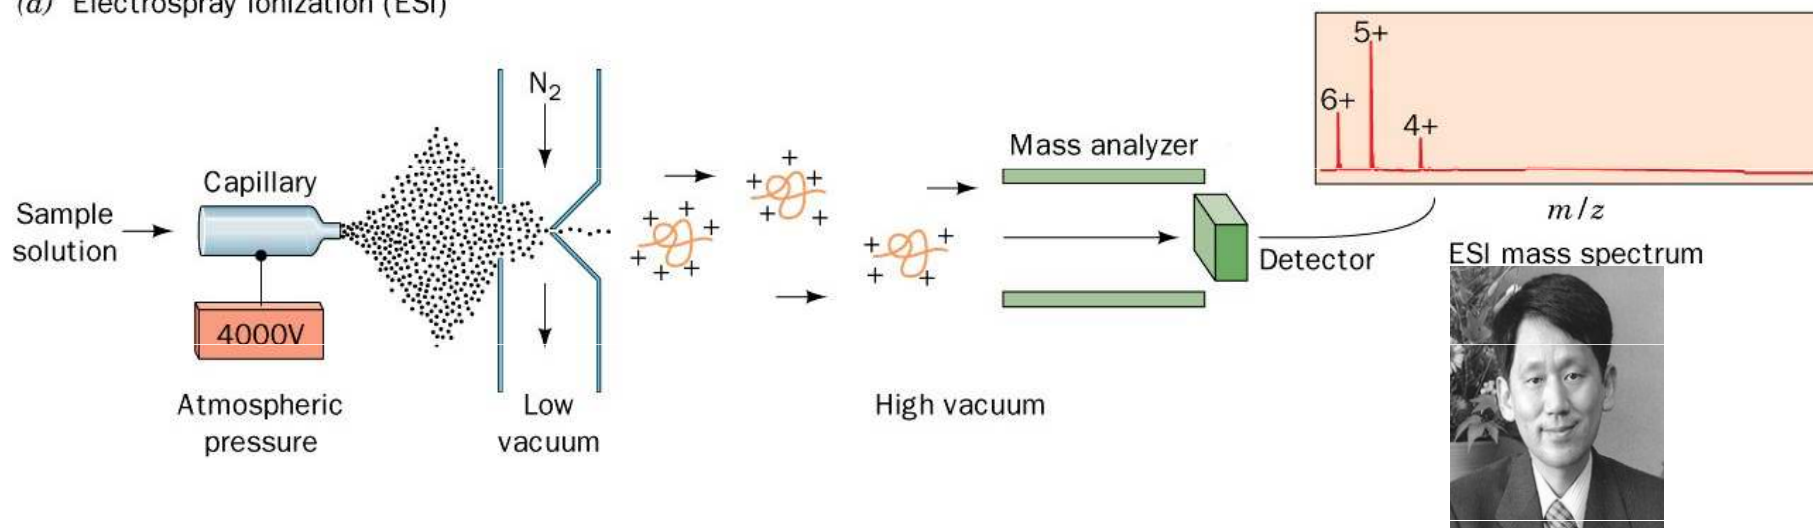 (a) Electrospray Ionization (ESI)
Sample
solution
Capillary
4000V
Atmospheric
pressure
N₂
Low
vacuum
+ + + + +
+ + + + + +
+ + + +
High vacuum
Mass analyzer
Detector
5+
6+
4+
m/z
ESI mass spectrum